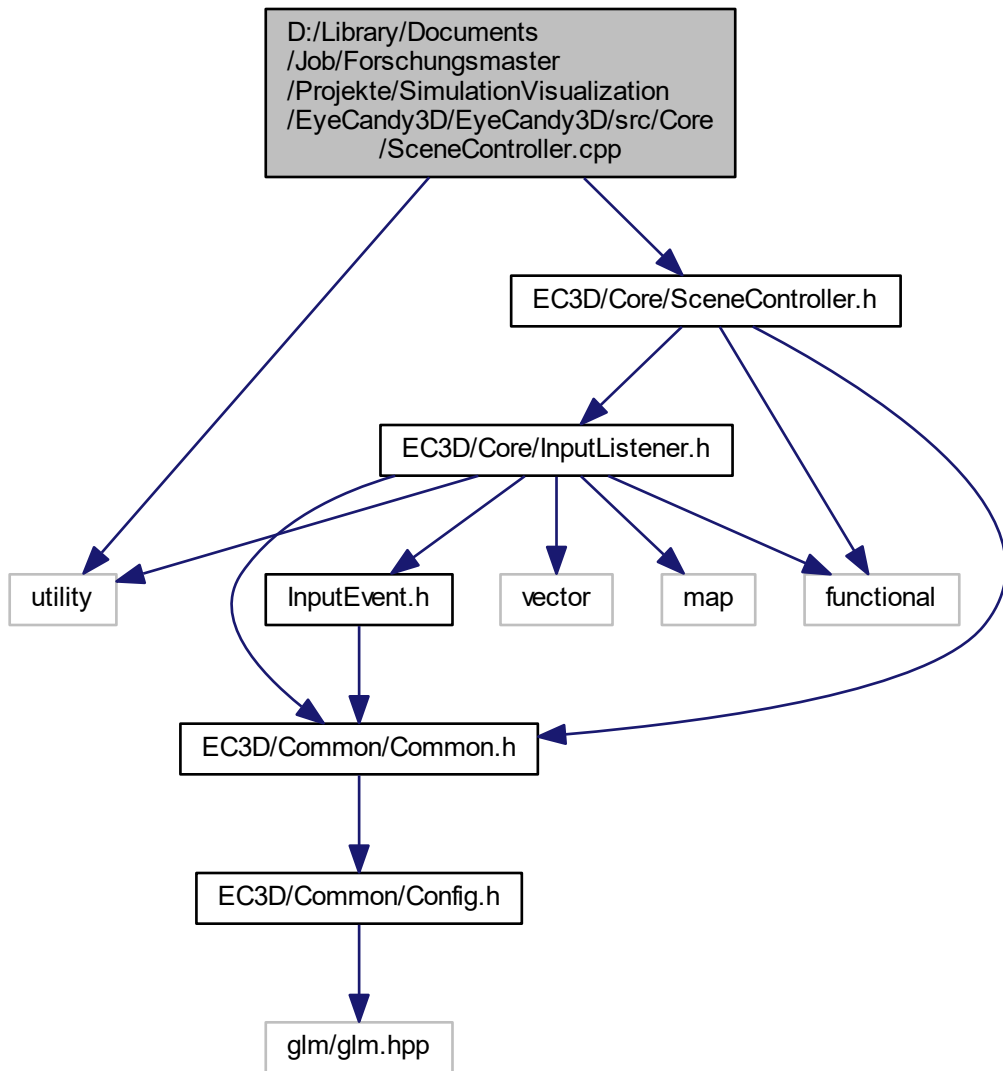 D:/Library/Documents
/Job/Forschungsmaster
/Projekte/SimulationVisualization
/EyeCandy3D/EyeCandy3D/src/Core
/SceneController.cpp
EC3D/Core/SceneController.h
EC3D/Core/InputListener.h
utility
InputEvent.h
vector
map
functional
EC3D/Common/Common.h
EC3D/Common/Config.h
glm/glm.hpp